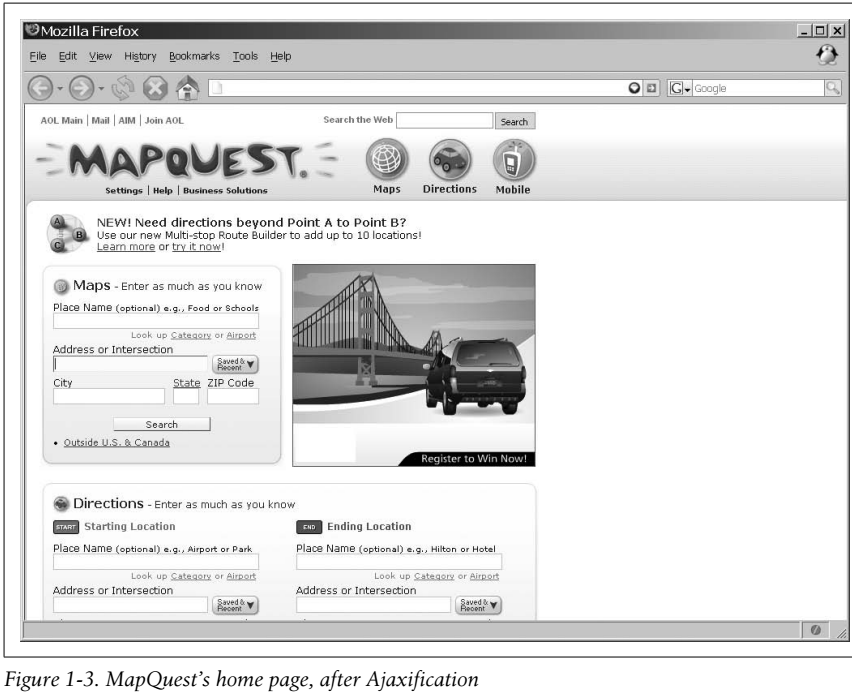 Mozilla Firefox
File Edit View History Bookmarks Tools Help
G Google
AOL Main | Mail | AIM | Join AOL
Search the Web Search
MAPQUEST.
Settings | Help | Business Solutions
Maps Directions Mobile
A B C
NEW! Need directions beyond Point A to Point B?
Use our new Multi-stop Route Builder to add up to 10 locations!
Learn more or try it now!
Maps - Enter as much as you know
Place Name (optional) e.g., Food or Schools
Look up Category or Airport
Address or Intersection
Saved & Recent
City State ZIP Code
Search
• Outside U.S. & Canada
Register to Win Now!
Directions - Enter as much as you know
START Starting Location
Place Name (optional) e.g., Airport or Park
Look up Category or Airport
Address or Intersection
Saved & Recent
END Ending Location
Place Name (optional) e.g., Hilton or Hotel
Look up Category or Airport
Address or Intersection
Saved & Recent
Figure 1-3. MapQuest's home page, after Ajaxification